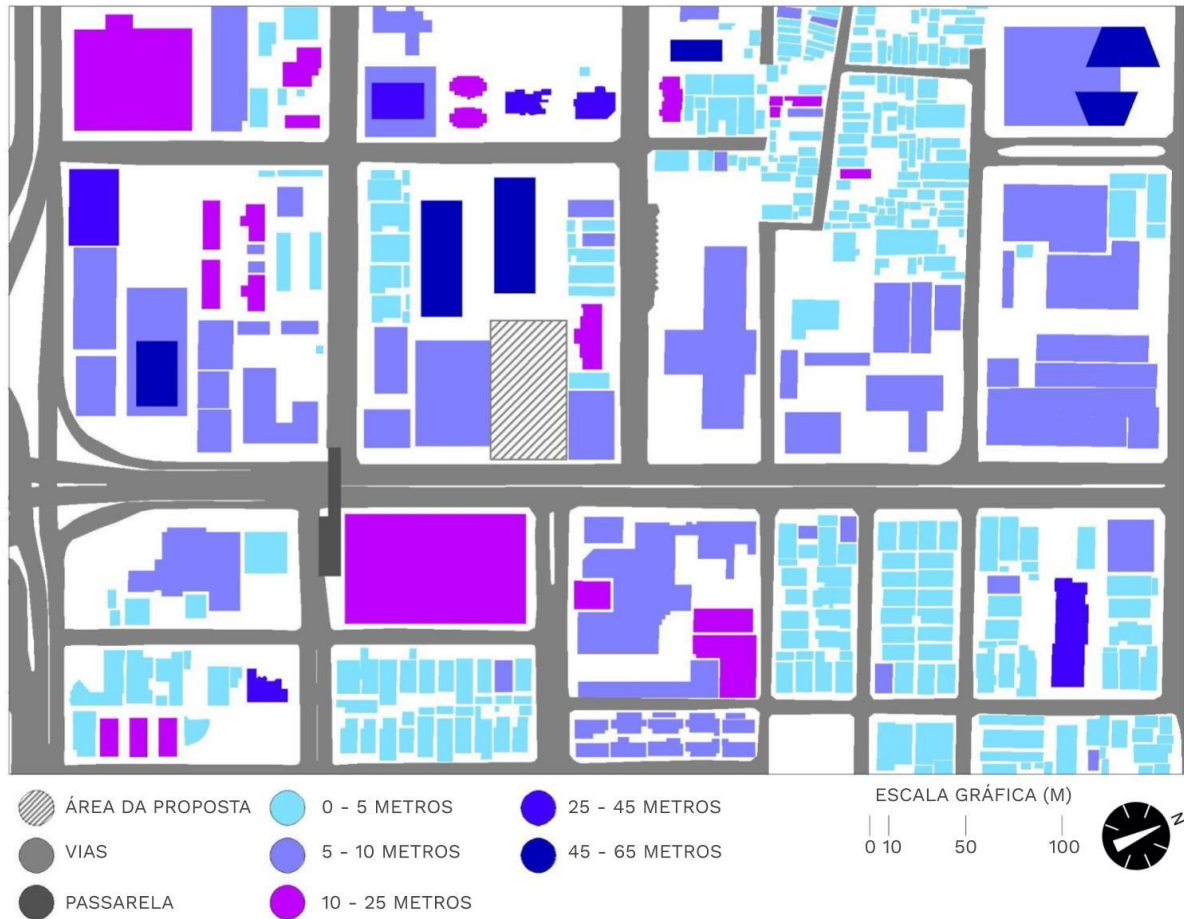 ÁREA DA PROPOSTA
VIAS
PASSARELA
0 - 5 METROS
5 - 10 METROS
10 - 25 METROS
25 - 45 METROS
45 - 65 METROS
ESCALA GRÁFICA (M)
0 10 50 100
N